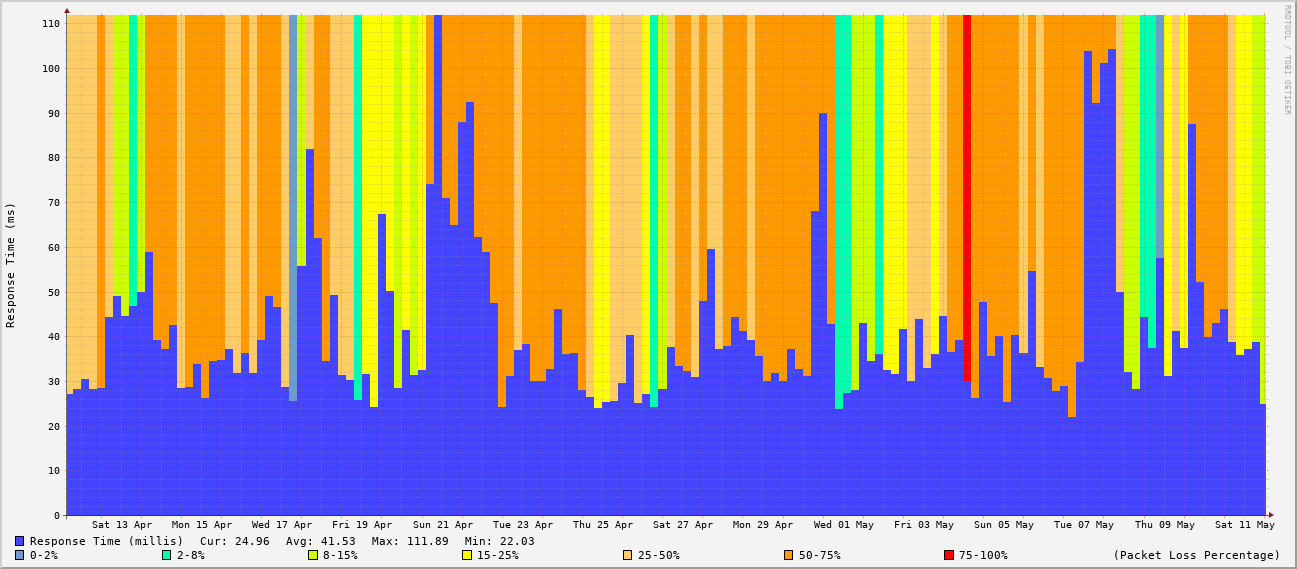 RRDTOOL / TOBI OETIKER
Response Time (ms)
110
100
90
80
70
60
50
40
30
20
10
0
Sat 13 Apr Mon 15 Apr Wed 17 Apr Fri 19 Apr Sun 21 Apr Tue 23 Apr Thu 25 Apr Sat 27 Apr Mon 29 Apr Wed 01 May Fri 03 May Sun 05 May Tue 07 May Thu 09 May Sat 11 May
Response Time (millis) Cur: 24.96 Avg: 41.53 Max: 111.89 Min: 22.03
0-2% 2-8% 8-15% 15-25% 25-50% 50-75% 75-100% (Packet Loss Percentage)